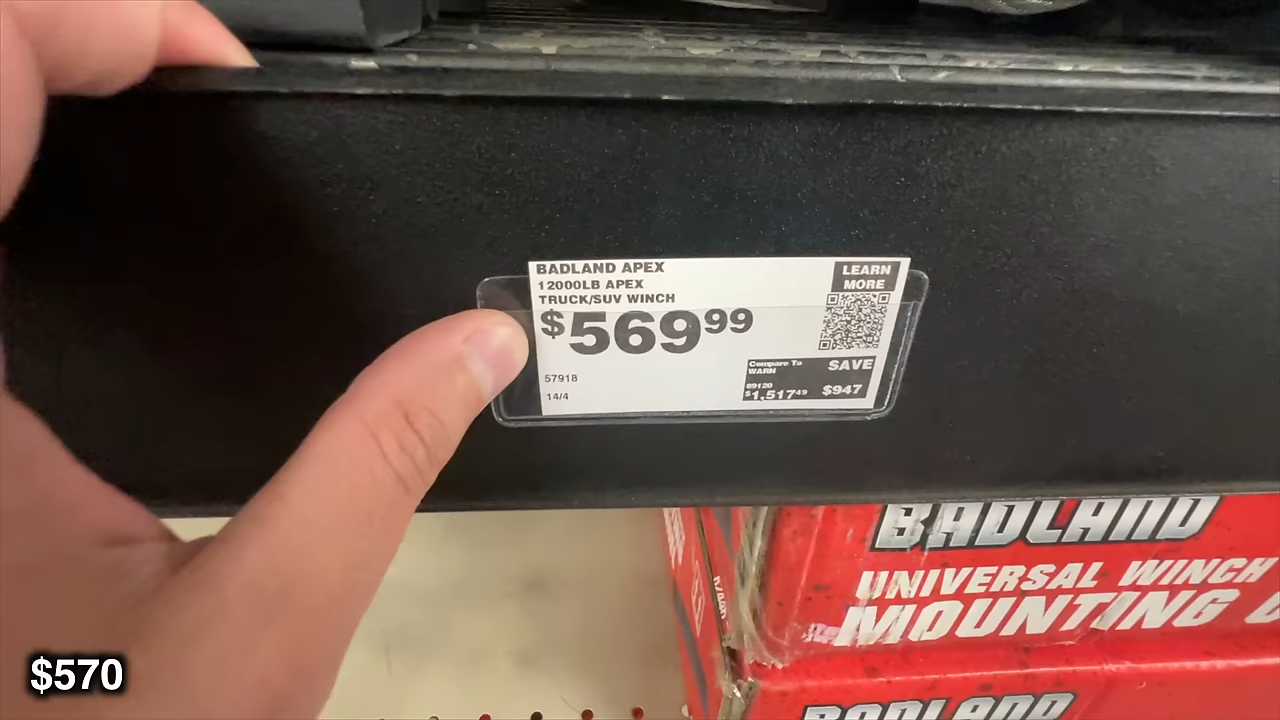 BADLAND APEX
12000LB APEX
TRUCK/SUV WINCH
$569 99
57918
14/4
LEARN
MORE
Compare To
WARN
89120
$1,517 49
SAVE
$947
BADLAND
UNIVERSAL WINCH
MOUNTING
BADLAND
$570